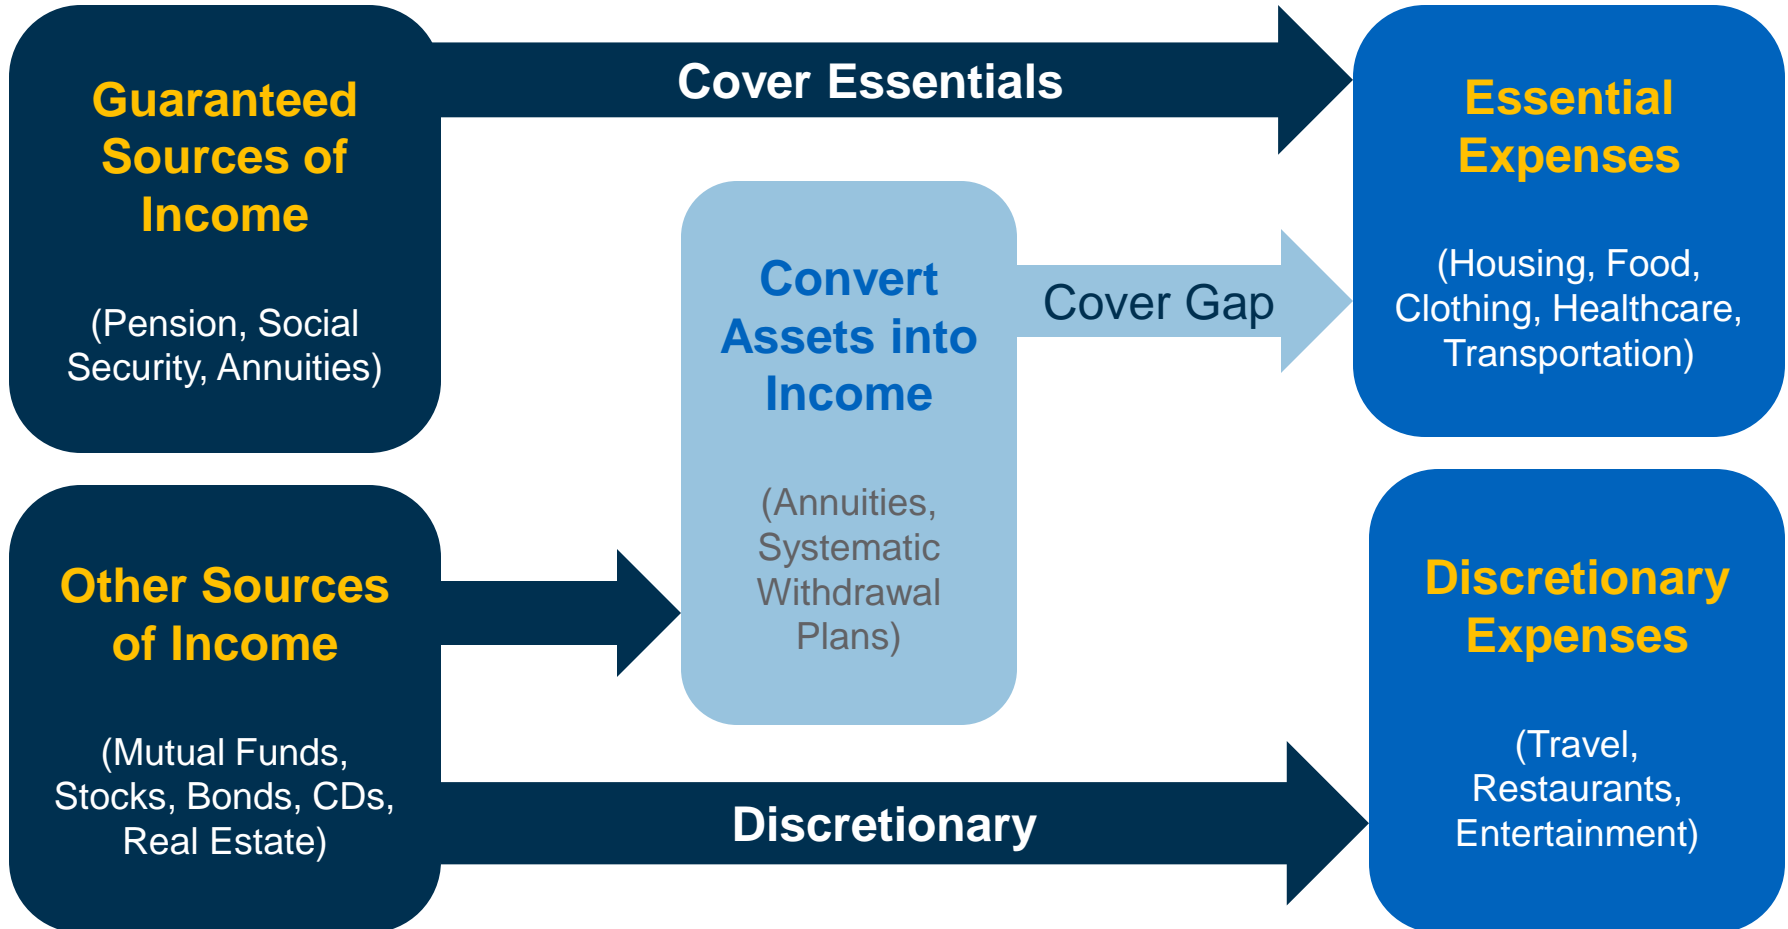 Guaranteed
Sources of
Income
(Pension, Social
Security, Annuities)
Cover Essentials
Essential
Expenses
(Housing, Food,
Clothing, Healthcare,
Transportation)
Convert
Assets into
Income
(Annuities,
Systematic
Withdrawal
Plans)
Cover Gap
Other Sources
of Income
(Mutual Funds,
Stocks, Bonds, CDs,
Real Estate)
Discretionary
Discretionary
Expenses
(Travel,
Restaurants,
Entertainment)